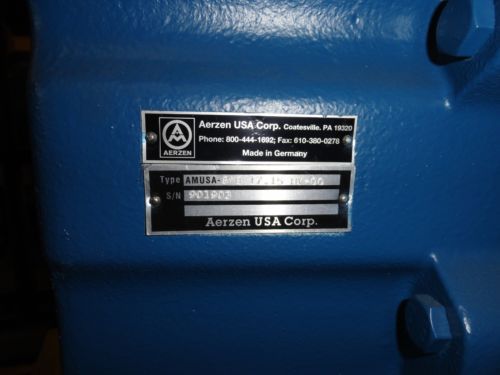 Aerzen USA Corp. Coatesville. PA 19320
Phone: 800-444-1692; Fax: 610-380-0278
AERZEN Made in Germany
Type
S/N 901903
Aerzen USA Corp.